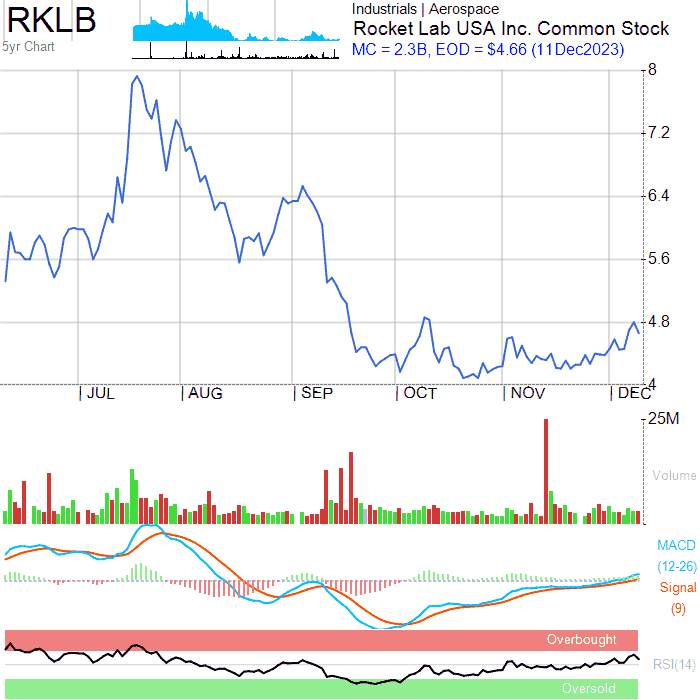 RKLB
5yr Chart
Industrials | Aerospace
Rocket Lab USA Inc. Common Stock
MC = 2.3B, EOD = $4.66 (11Dec2023)
8
7.2
6.4
5.6
4.8
4
| JUL | AUG | SEP | OCT | NOV | DEC
25M
Volume
MACD
(12-26)
Signal
(9)
Overbought
RSI(14)
Oversold